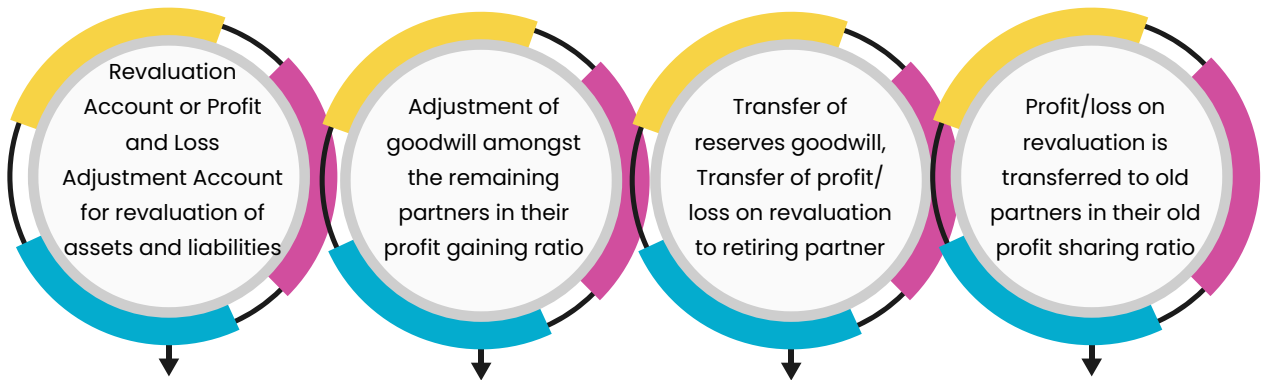 Revaluation
Account or Profit
and Loss
Adjustment Account
for revaluation of
assets and liabilities
Adjustment of
goodwill amongst
the remaining
partners in their
profit gaining ratio
Transfer of
reserves goodwill,
Transfer of profit/
loss on revaluation
to retiring partner
Profit/loss on
revaluation is
transferred to old
partners in their old
profit sharing ratio